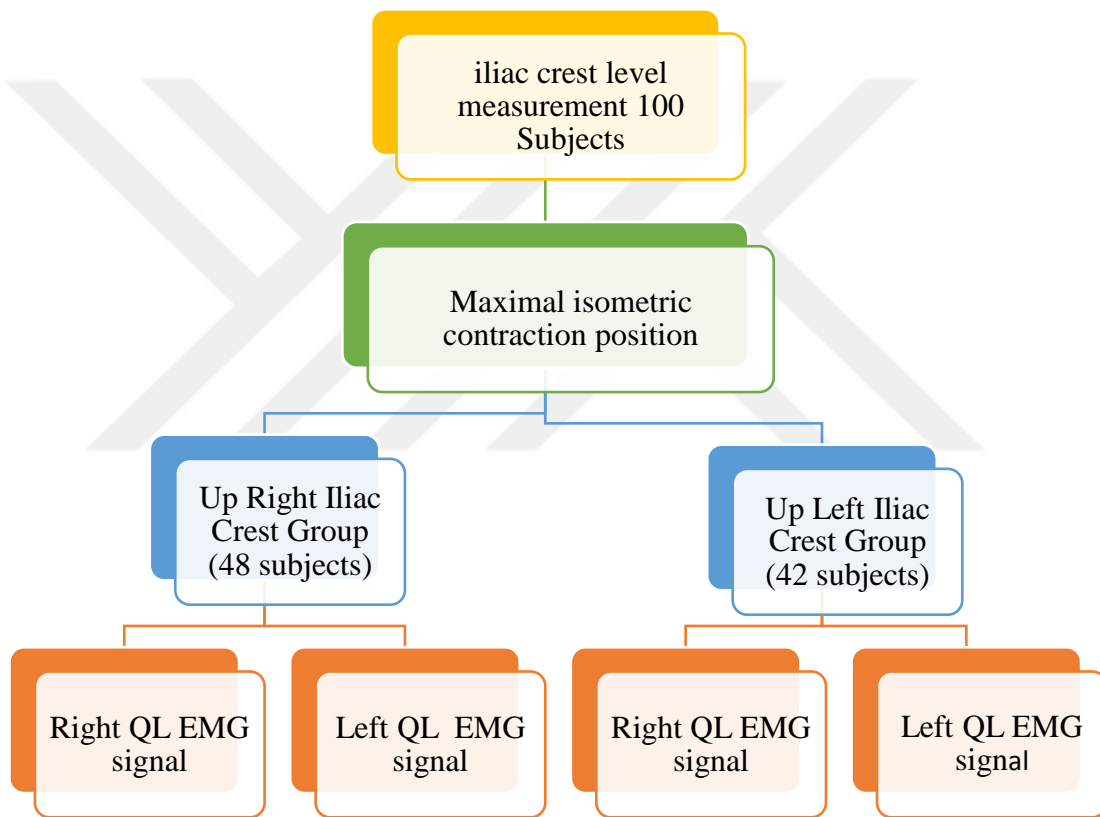 iliac crest level
measurement 100
Subjects
Maximal isometric
contraction position
Up Right Iliac
Crest Group
(48 subjects)
Up Left Iliac
Crest Group
(42 subjects)
Right QL EMG
signal
Left QL EMG
signal
Right QL EMG
signal
Left QL EMG
signal